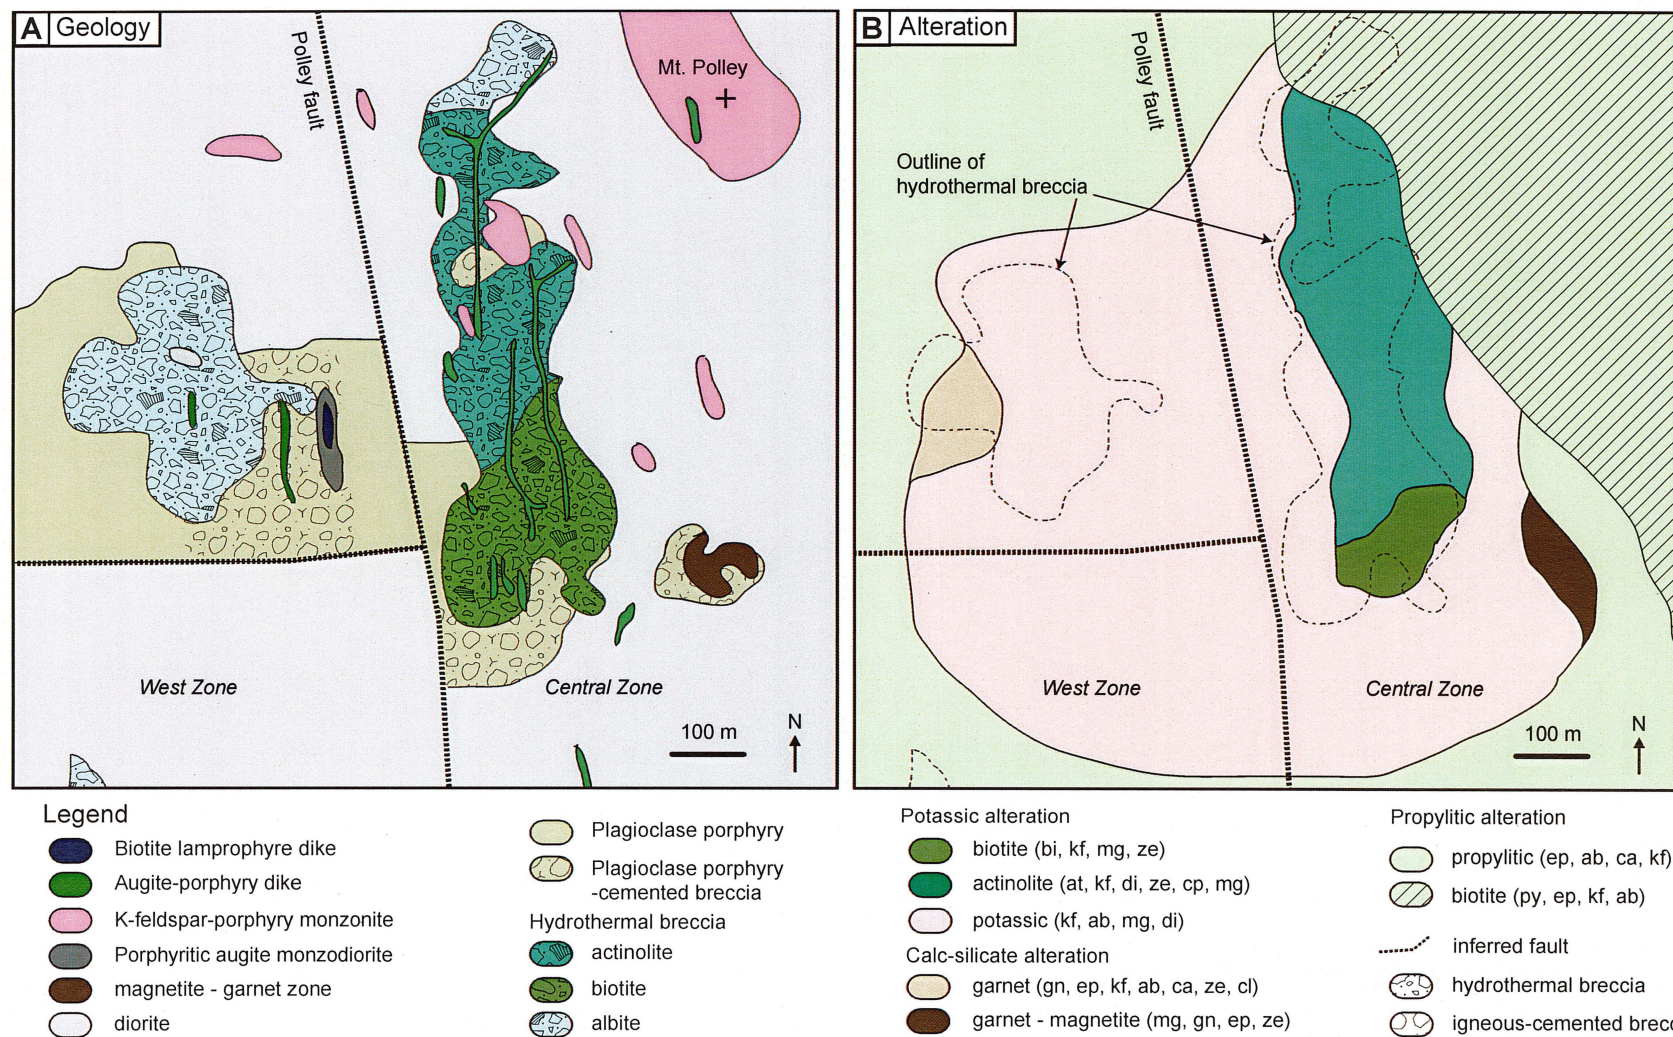 A Geology
Polley fault
Mt. Polley
West Zone
Central Zone
100 m
N
B Alteration
Polley fault
Outline of
hydrothermal breccia
West Zone
Central Zone
100 m
N
Legend
Biotite lamprophyre dike
Augite-porphyry dike
K-feldspar-porphyry monzonite
Porphyritic augite monzodiorite
magnetite - garnet zone
diorite
Plagioclase porphyry
Plagioclase porphyry
-cemented breccia
Hydrothermal breccia
actinolite
biotite
albite
Potassic alteration
biotite (bi, kf, mg, ze)
actinolite (at, kf, di, ze, cp, mg)
potassic (kf, ab, mg, di)
Calc-silicate alteration
garnet (gn, ep, kf, ab, ca, ze, cl)
garnet - magnetite (mg, gn, ep, ze)
Propylitic alteration
propylitic (ep, ab, ca, kf)
biotite (py, ep, kf, ab)
inferred fault
hydrothermal breccia
igneous-cemented brecc